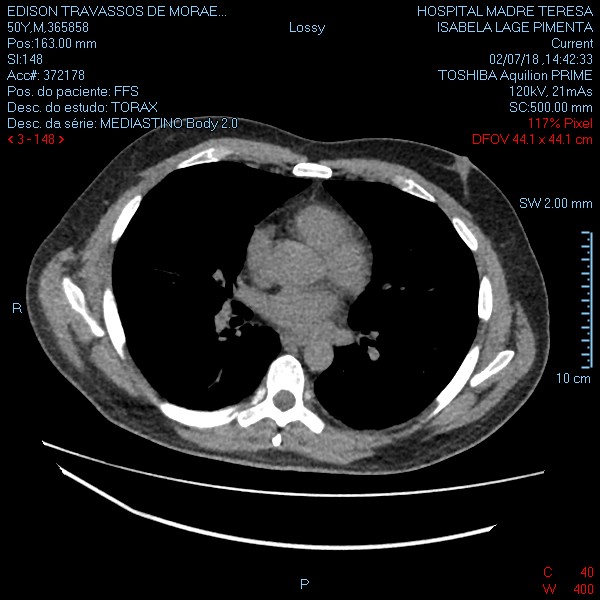 EDISON TRAVASSOS DE MORAE...
50Y,M,365858
Pos:163.00 mm
SI:148
Acc#: 372178
Pos. do paciente: FFS
Desc. do estudo: TORAX
Desc. da série: MEDIASTINO Body 2.0
< 3 - 148 >
Lossy
HOSPITAL MADRE TERESA
ISABELA LAGE PIMENTA
Current
02/07/18 ,14:42:33
TOSHIBA Aquilion PRIME
120kV, 21mAs
SC:500.00 mm
117% Pixel
DFOV 44.1 x 44.1 cm
SW 2.00 mm
R
10 cm
P
C 40
W 400